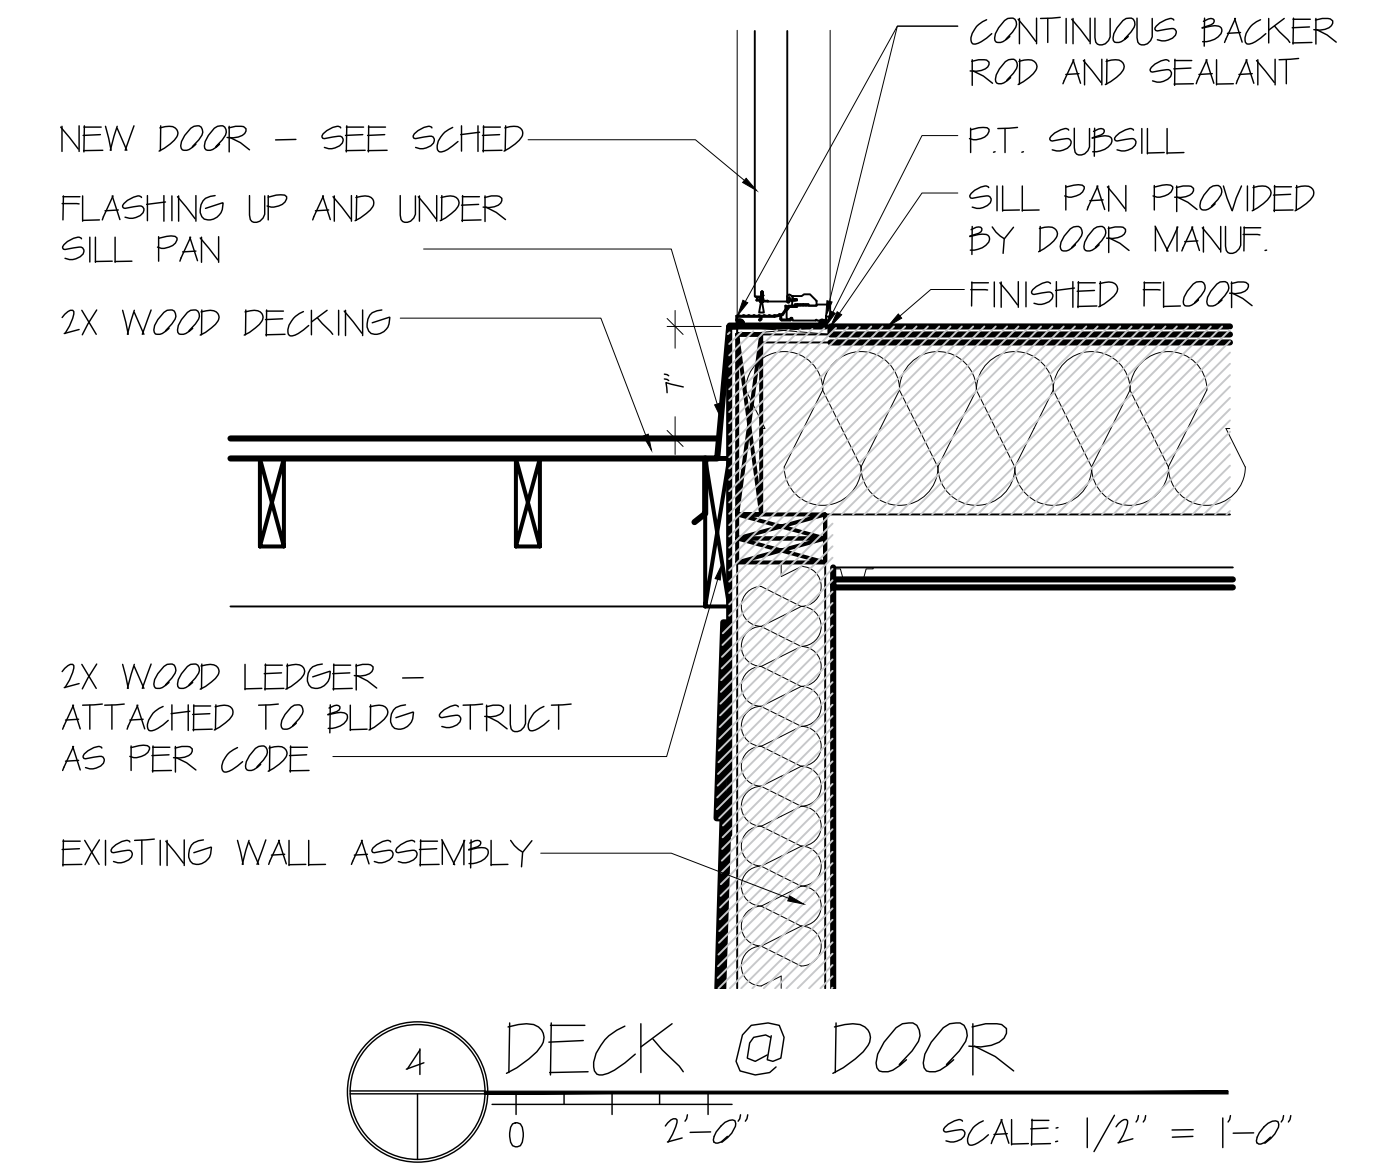 CONTINUOUS BACKER
ROD AND SEALANT
NEW DOOR - SEE SCHED
P.T. SUBSILL
FLASHING UP AND UNDER
SILL PAN
SILL PAN PROVIDED
BY DOOR MANUF.
FINISHED FLOOR
2X WOOD DECKING
7"
2X WOOD LEDGER -
ATTACHED TO BLDG STRUCT
AS PER CODE
EXISTING WALL ASSEMBLY
4
DECK @ DOOR
0
2'-0"
SCALE: 1/2" = 1'-0"